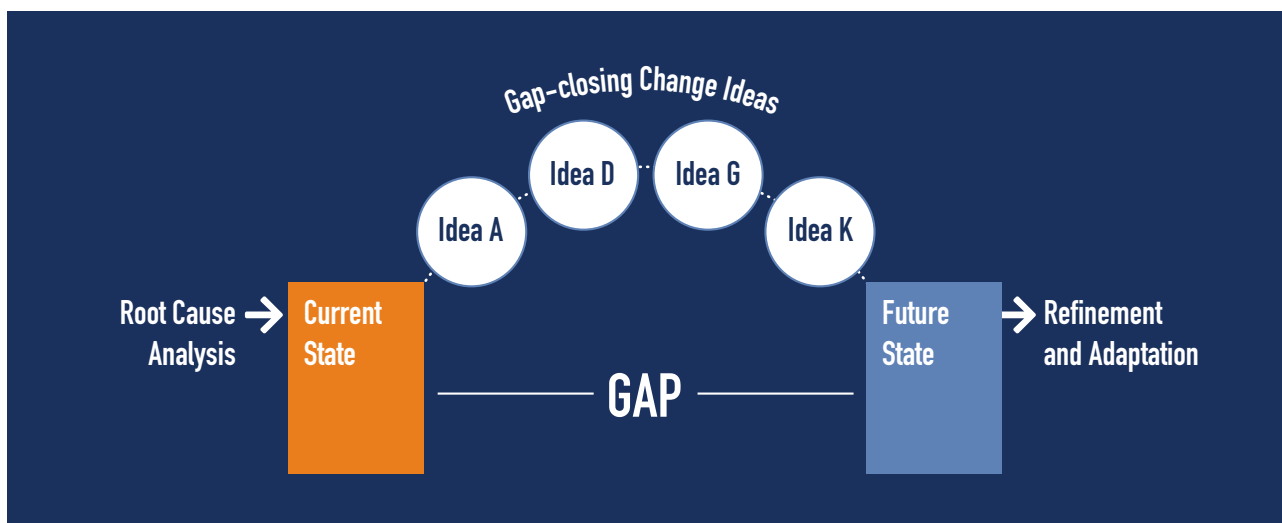 Gap-closing Change Ideas
Idea A
Idea D
Idea G
Idea K
Root Cause
Analysis
Current
State
GAP
Future
State
Refinement
and Adaptation